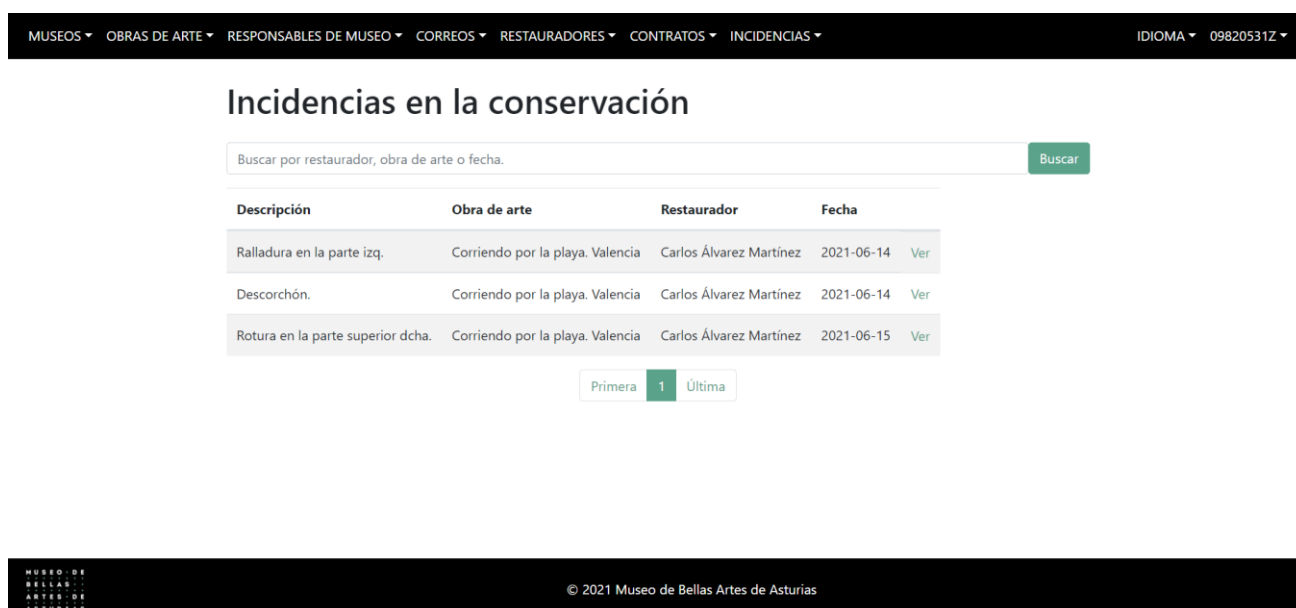 MUSEOS OBRAS DE ARTE RESPONSABLES DE MUSEO CORREOS RESTAURADORES CONTRATOS INCIDENCIAS IDIOMA 09820531Z
Incidencias en la conservación
Buscar por restaurador, obra de arte o fecha. Buscar
Descripción Obra de arte Restaurador Fecha
Ralladura en la parte izq. Corriendo por la playa. Valencia Carlos Álvarez Martínez 2021-06-14 Ver
Descorchón. Corriendo por la playa. Valencia Carlos Álvarez Martínez 2021-06-14 Ver
Rotura en la parte superior dcha. Corriendo por la playa. Valencia Carlos Álvarez Martínez 2021-06-15 Ver
Primera 1 Última
MUSEO DE
BELLAS
ARTES DE
© 2021 Museo de Bellas Artes de Asturias